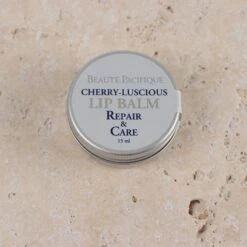 BEAUTÉ PACIFIQUE
CHERRY-LUSCIOUS
LIP BALM
REPAIR
&
CARE
15 ml